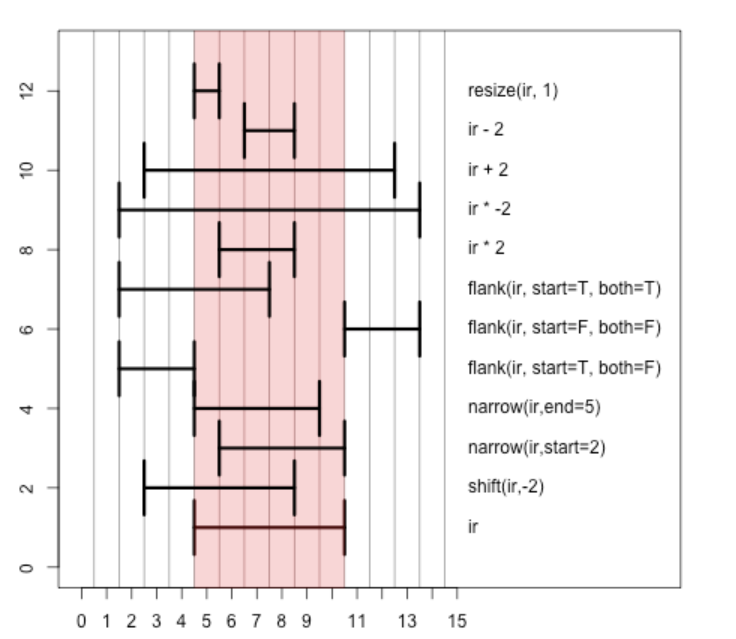 12
resize(ir, 1)
ir - 2
10
ir + 2
ir * -2
8
ir * 2
flank(ir, start=T, both=T)
6
flank(ir, start=F, both=F)
flank(ir, start=T, both=F)
4
narrow(ir,end=5)
narrow(ir,start=2)
2
shift(ir,-2)
ir
0
0 1 2 3 4 5 6 7 8 9 11 13 15